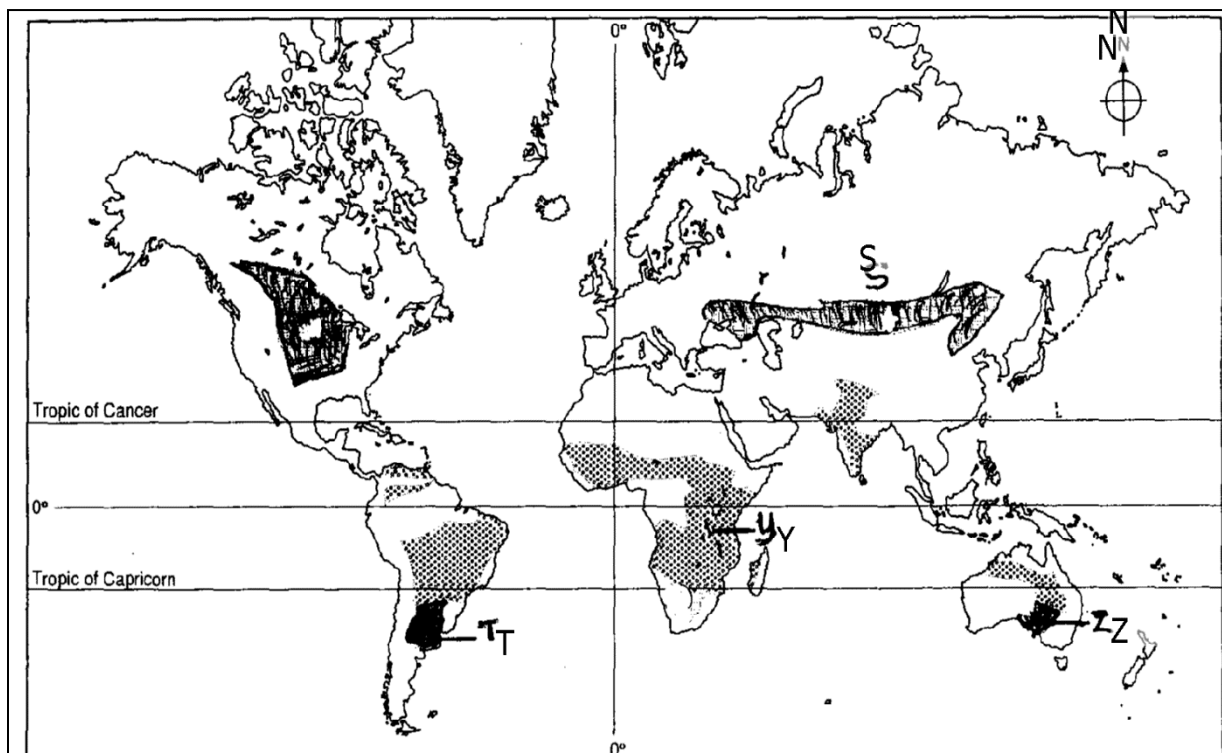 0°
N
N N
S
Tropic of Cancer
0°
y Y
Tropic of Capricorn
T T
Z Z
0°